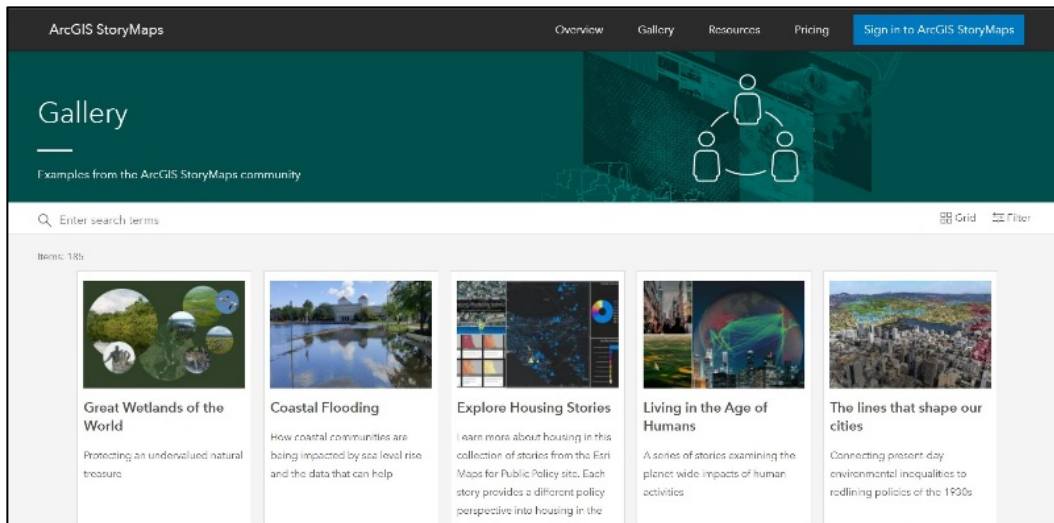 ArcGIS StoryMaps
Overview
Gallery
Resources
Pricing
Sign in to ArcGIS StoryMaps
Gallery
Examples from the ArcGIS StoryMaps community
Enter search terms
Grid
Filter
Items: 185
Great Wetlands of the
World
Protecting an undervalued natural
treasure
Coastal Flooding
How coastal communities are
being impacted by sea level rise
and the data that can help
Explore Housing Stories
Learn more about housing in this
collection of stories from the Esri
Maps for Public Policy site. Each
story provides a different policy
perspective into housing in the
Living in the Age of
Humans
A series of stories examining the
planet-wide impacts of human
activities
The lines that shape our
cities
Connecting present-day
environmental inequalities to
redlining policies of the 1930s